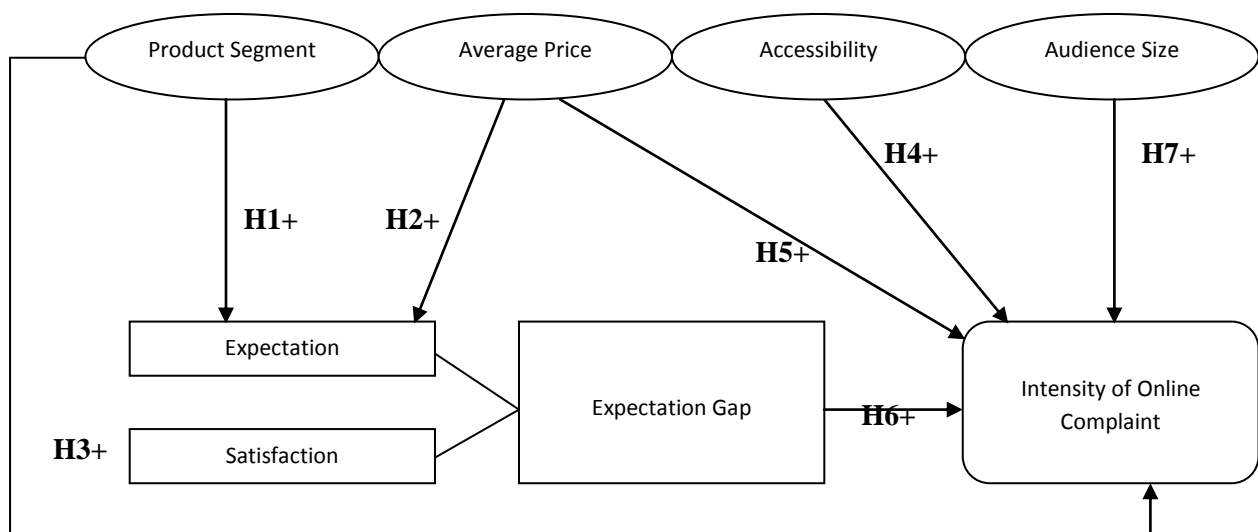 Product Segment
Average Price
Accessibility
Audience Size
H1+
H2+
H5+
H4+
H7+
Expectation
Expectation Gap
Intensity of Online
Complaint
H6+
H3+
Satisfaction